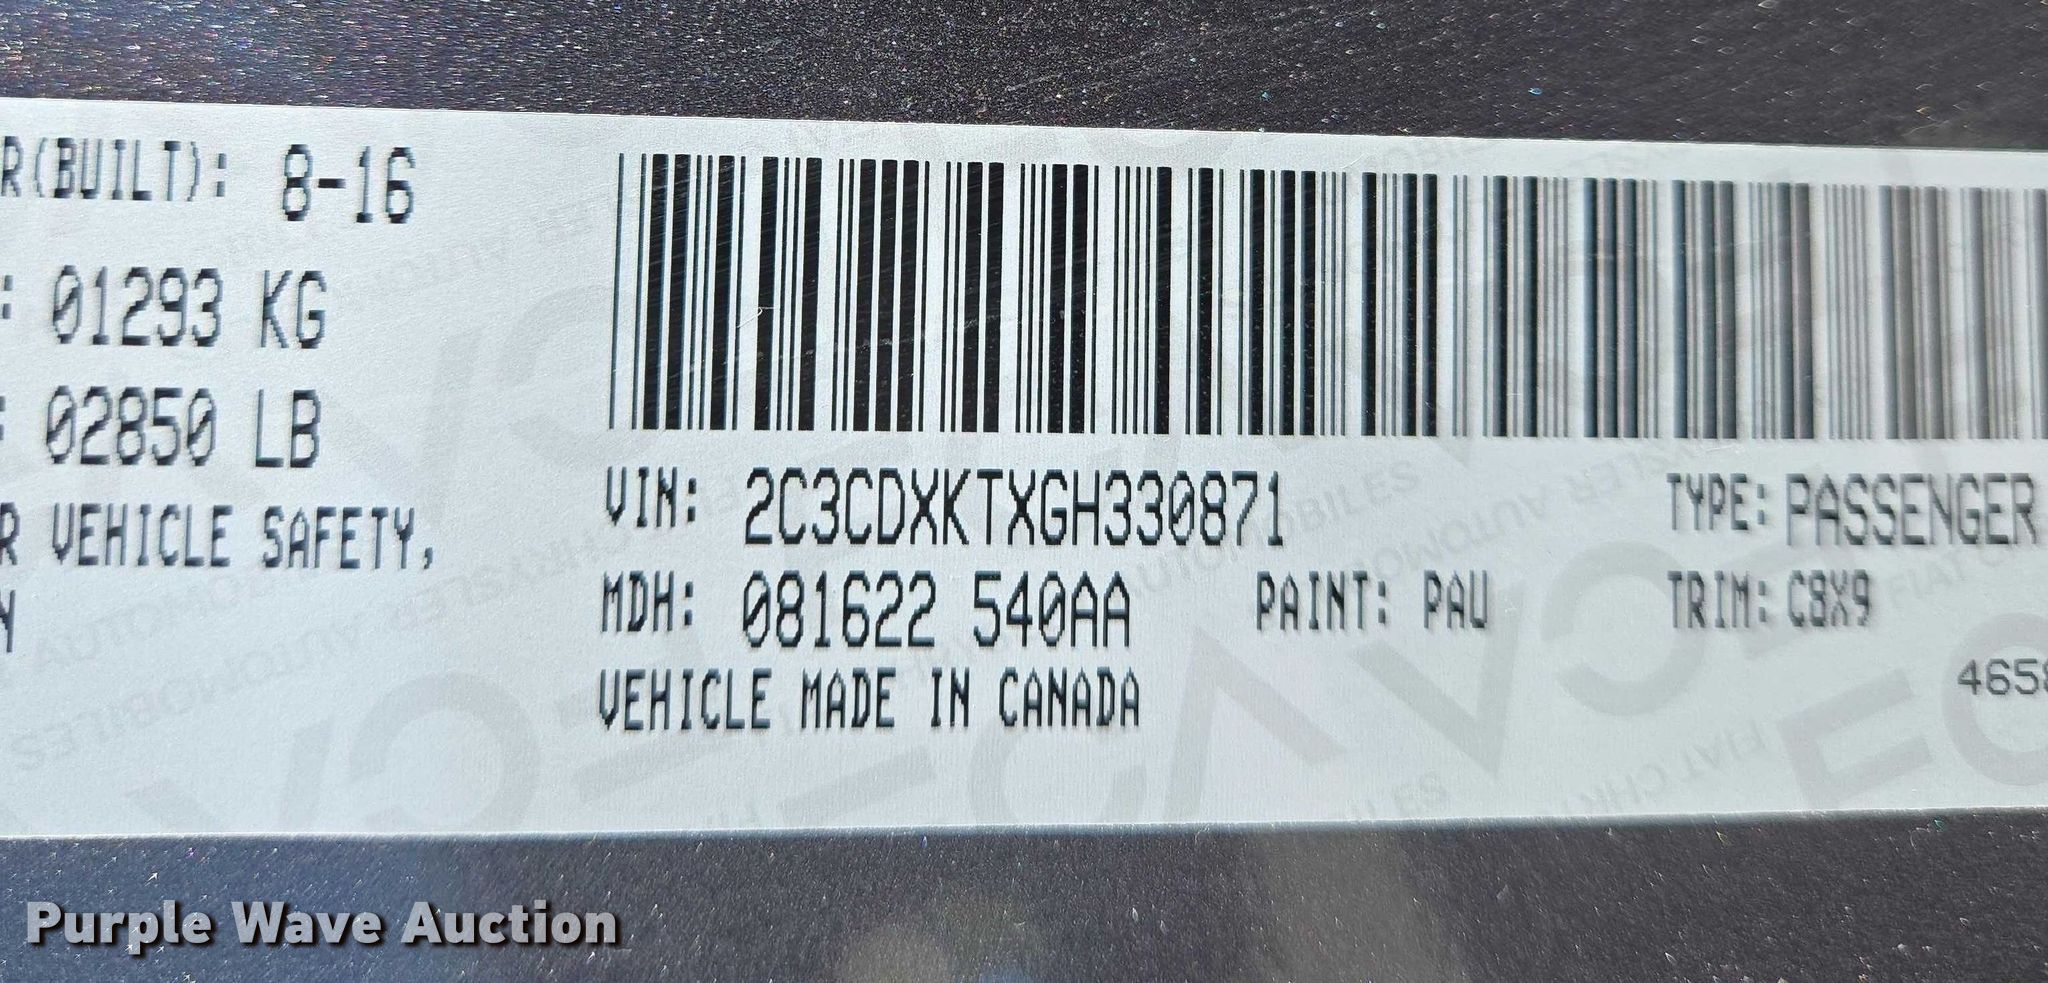 R(BUILT): 8-16
: 01293 KG
: 02850 LB
R VEHICLE SAFETY,
N
VIN: 2C3CDXKTXGH330871
TYPE: PASSENGER
MDH: 081622 540AA
PAINT: PAU
TRIM: C8X9
VEHICLE MADE IN CANADA
4658
Purple Wave Auction